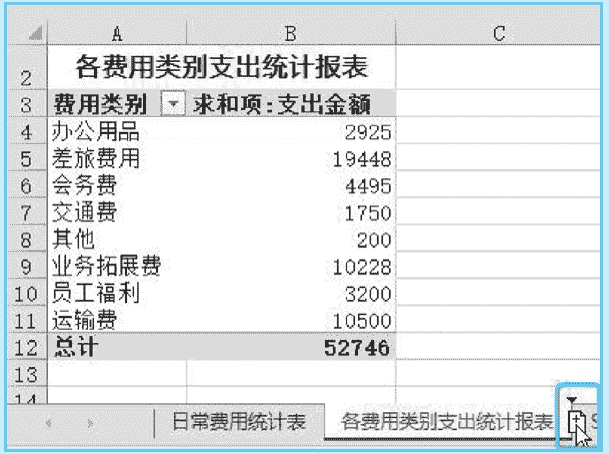 A B C
2 各费用类别支出统计报表
3 费用类别 求和项:支出金额
4 办公用品 2925
5 差旅费用 19448
6 会务费 4495
7 交通费 1750
8 其他 200
9 业务拓展费 10228
10 员工福利 3200
11 运输费 10500
12 总计 52746
13
14
日常费用统计表 各费用类别支出统计报表